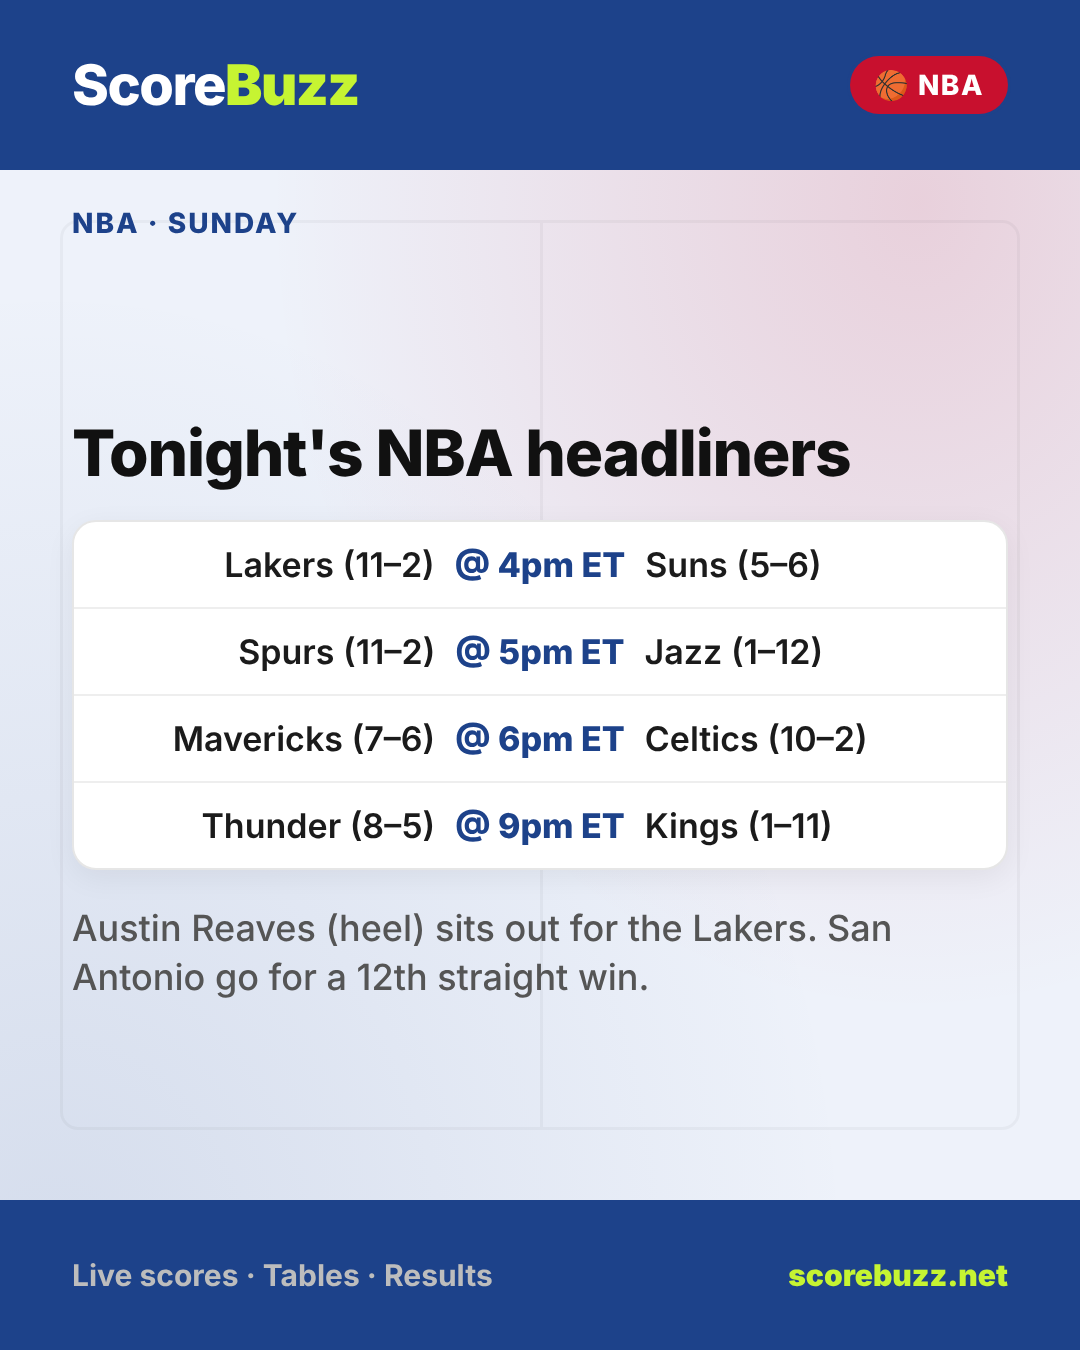 ScoreBuzz
🏀 NBA
NBA · SUNDAY
Tonight's NBA headliners
Lakers (11–2) @ 4pm ET Suns (5–6)
Spurs (11–2) @ 5pm ET Jazz (1–12)
Mavericks (7–6) @ 6pm ET Celtics (10–2)
Thunder (8–5) @ 9pm ET Kings (1–11)
Austin Reaves (heel) sits out for the Lakers. San
Antonio go for a 12th straight win.
Live scores · Tables · Results
scorebuzz.net